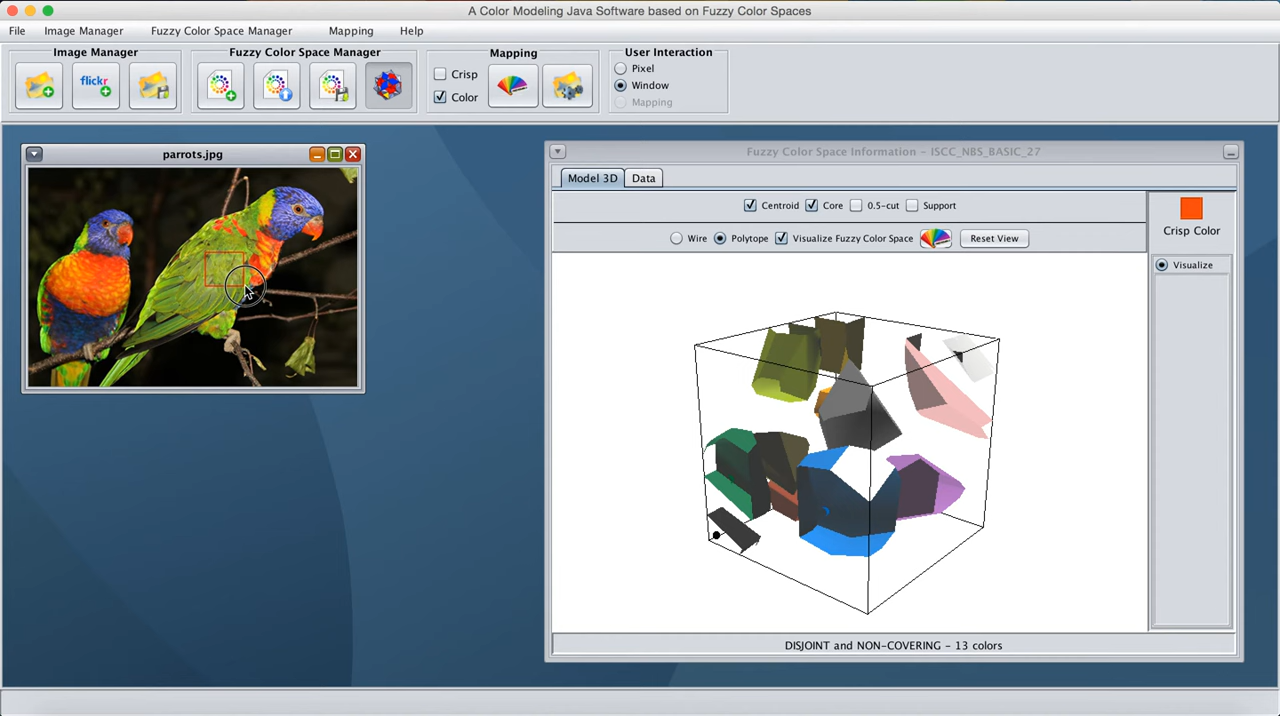 A Color Modeling Java Software based on Fuzzy Color Spaces
File Image Manager Fuzzy Color Space Manager Mapping Help
Image Manager Fuzzy Color Space Manager Mapping User Interaction
flickr
Crisp
Color
Pixel
Window
Mapping
parrots.jpg
Fuzzy Color Space Information - ISCC_NBS_BASIC_27
Model 3D Data
Centroid Core 0.5-cut Support
Wire Polytope Visualize Fuzzy Color Space Reset View
Crisp Color
Visualize
DISJOINT and NON-COVERING - 13 colors